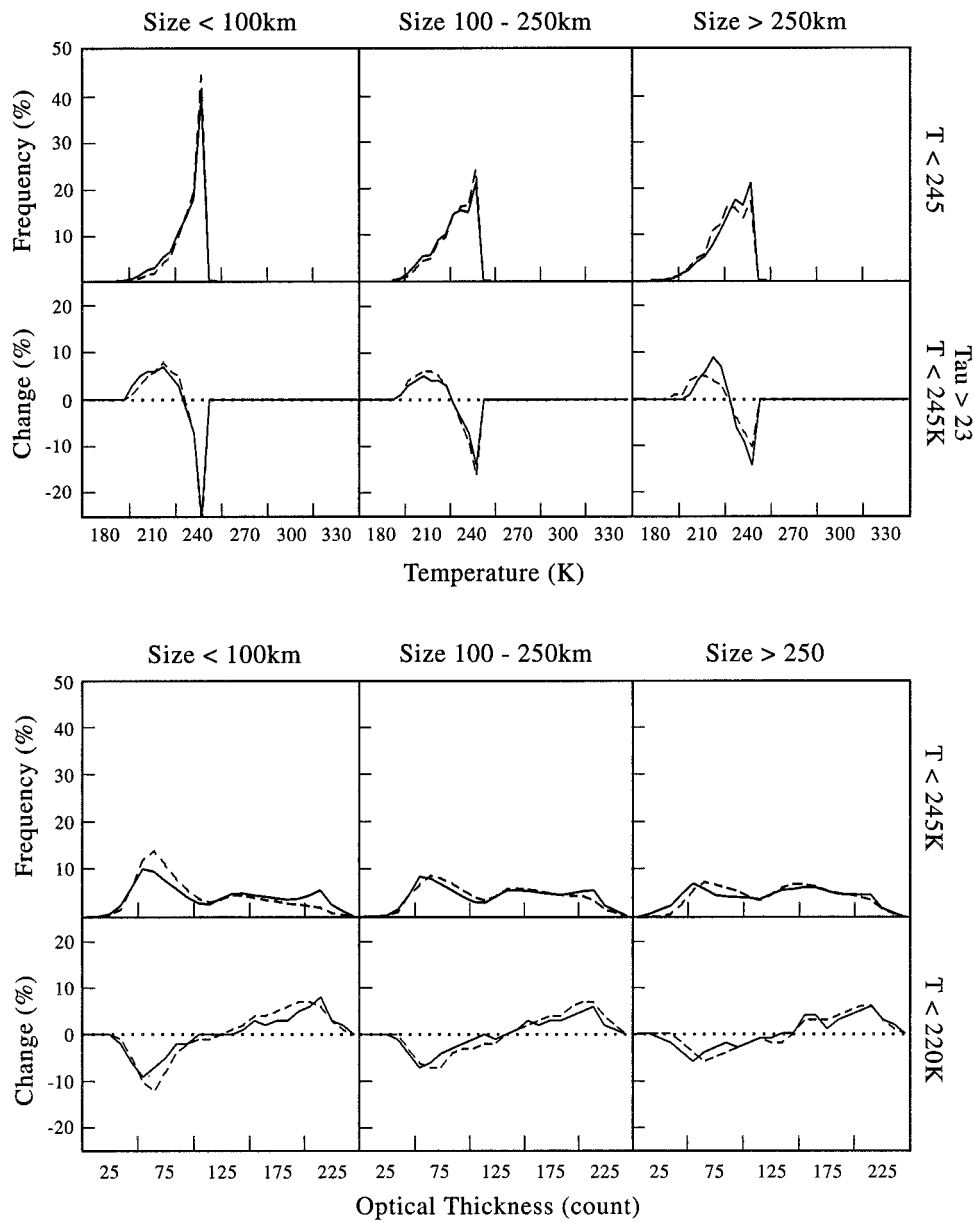 Size < 100km Size 100 - 250km Size > 250km
50
40
30
20
10
Frequency (%)
T < 245
20
10
0
-10
-20
Change (%)
Tau > 23
T < 245K
180 210 240 270 300 330 180 210 240 270 300 330 180 210 240 270 300 330
Temperature (K)
Size < 100km Size 100 - 250km Size > 250
50
40
30
20
10
Frequency (%)
T < 245K
20
10
0
-10
-20
Change (%)
T < 220K
25 75 125 175 225 25 75 125 175 225 25 75 125 175 225
Optical Thickness (count)